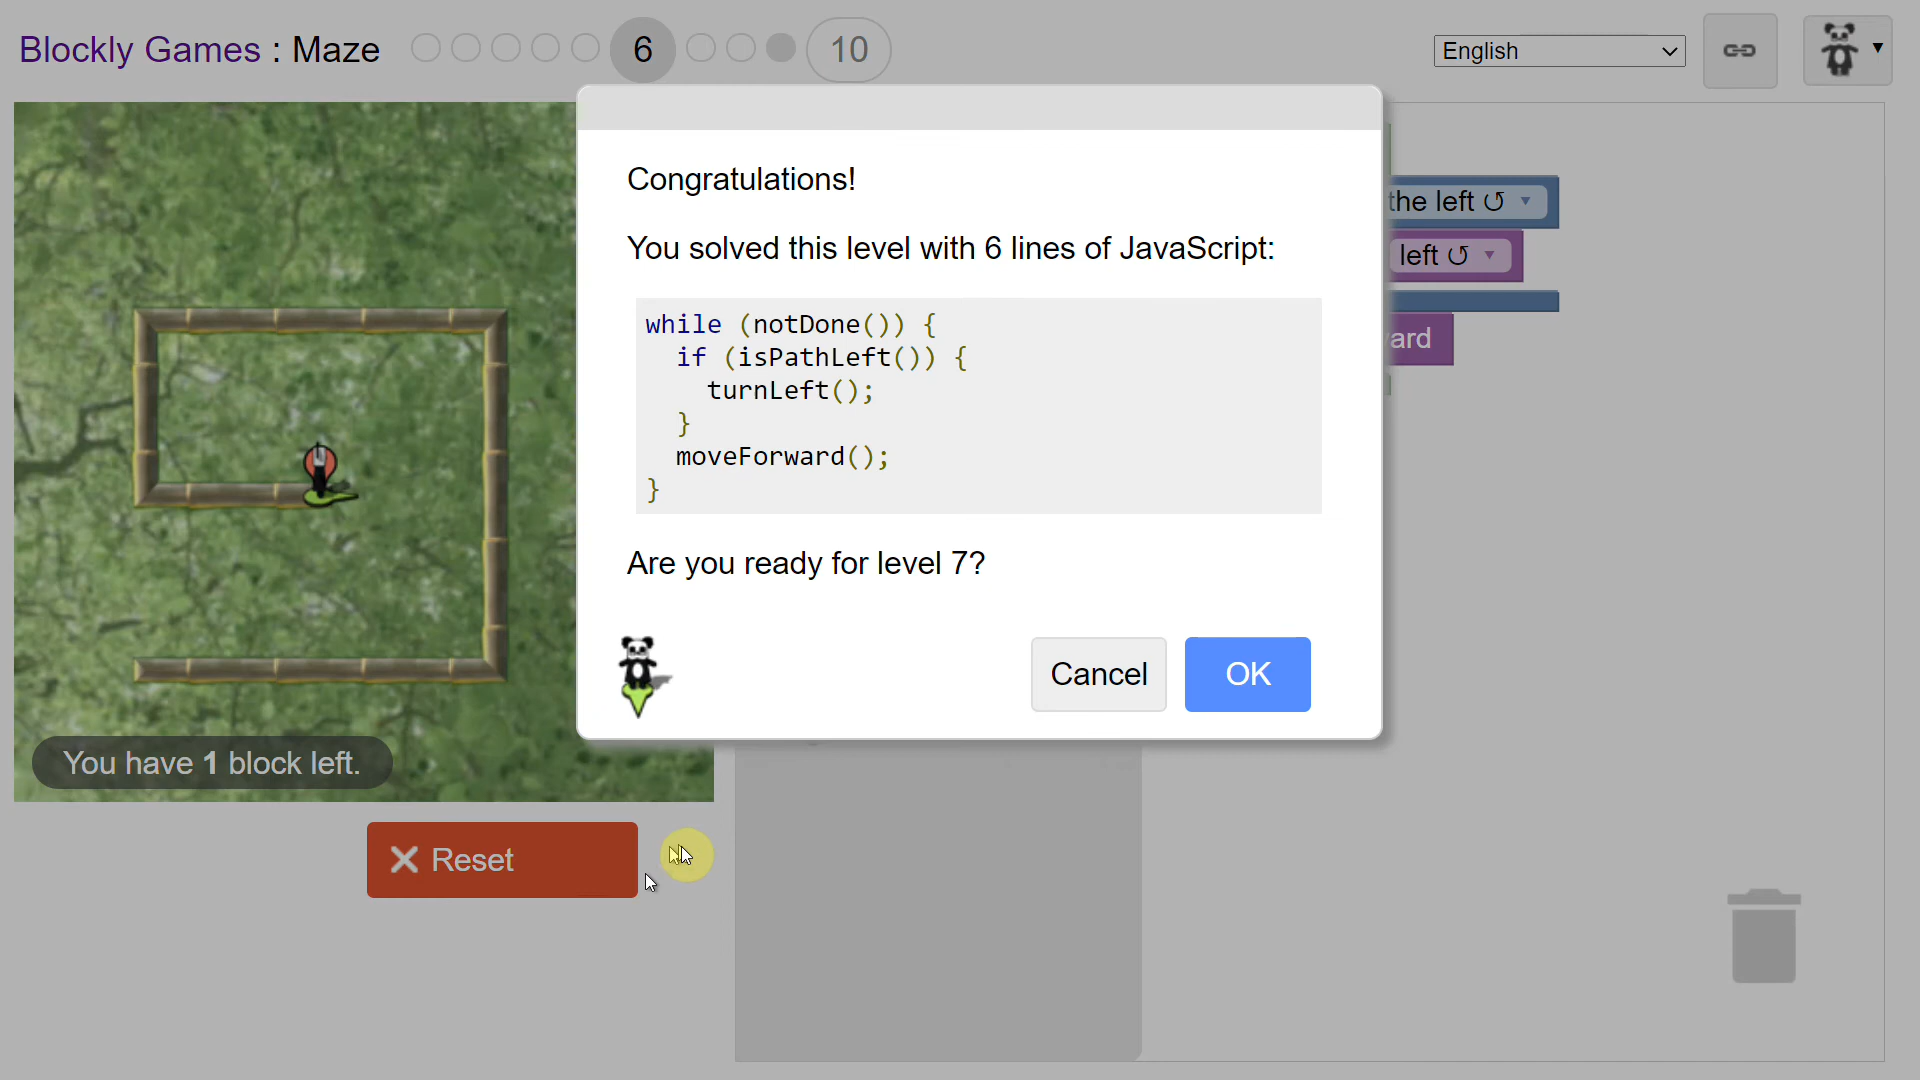 Blockly Games : Maze 6 10
English
Congratulations!
You solved this level with 6 lines of JavaScript:
while (notDone()) {
  if (isPathLeft()) {
    turnLeft();
  }
  moveForward();
}
Are you ready for level 7?
Cancel OK
the left ↺ ▾
left ↺ ▾
ard
You have 1 block left.
Reset